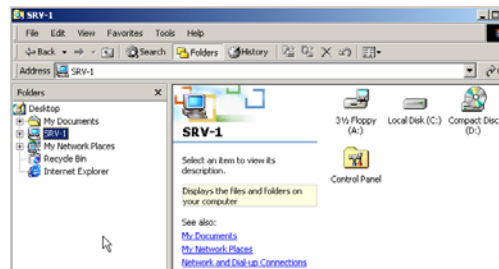 SRV-1
File Edit View Favorites Tools Help
Back Search Folders History
Address SRV-1
Folders
Desktop
My Documents
SRV-1
My Network Places
Recycle Bin
Internet Explorer
SRV-1
Select an item to view its
description.
Displays the files and folders on
your computer
See also:
My Documents
My Network Places
Network and Dial-up Connections
3½ Floppy
(A:)
Local Disk (C:)
Compact Disc
(D:)
Control Panel